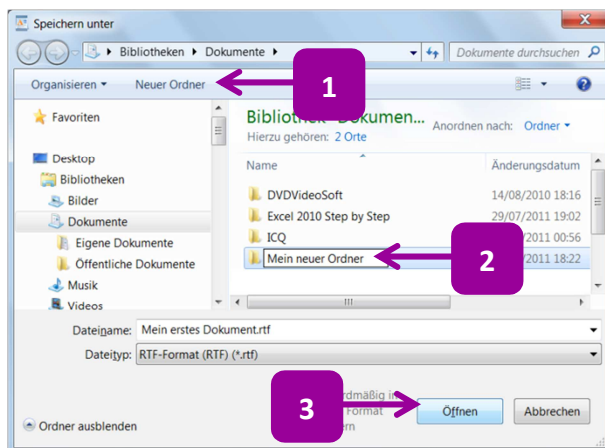 Speichern unter
Bibliotheken Dokumente
Dokumente durchsuchen
Organisieren Neuer Ordner
1
Favoriten
Desktop
Bibliotheken
Bilder
Dokumente
Eigene Dokumente
Öffentliche Dokumente
Musik
Videos
Bibliothek "Dokumen...
Hierzu gehören: 2 Orte
Anordnen nach: Ordner
Name Änderungsdatum
DVDVideoSoft 14/08/2010 18:16
Excel 2010 Step by Step 29/07/2011 19:02
ICQ 2011 00:56
Mein neuer Ordner 2011 18:22
2
Dateiname: Mein erstes Dokument.rtf
Dateityp: RTF-Format (RTF) (*.rtf)
3
Format
Öffnen Abbrechen
Ordner ausblenden